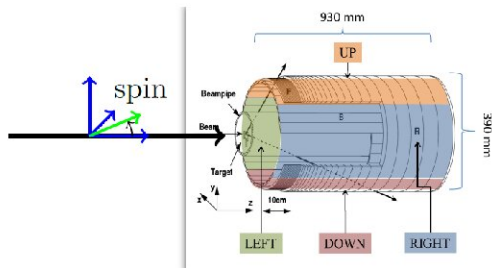 930 mm
UP
spin
Beampipe
Beam
Target
F
B
390 mm
y
x
z
10cm
LEFT
DOWN
RIGHT